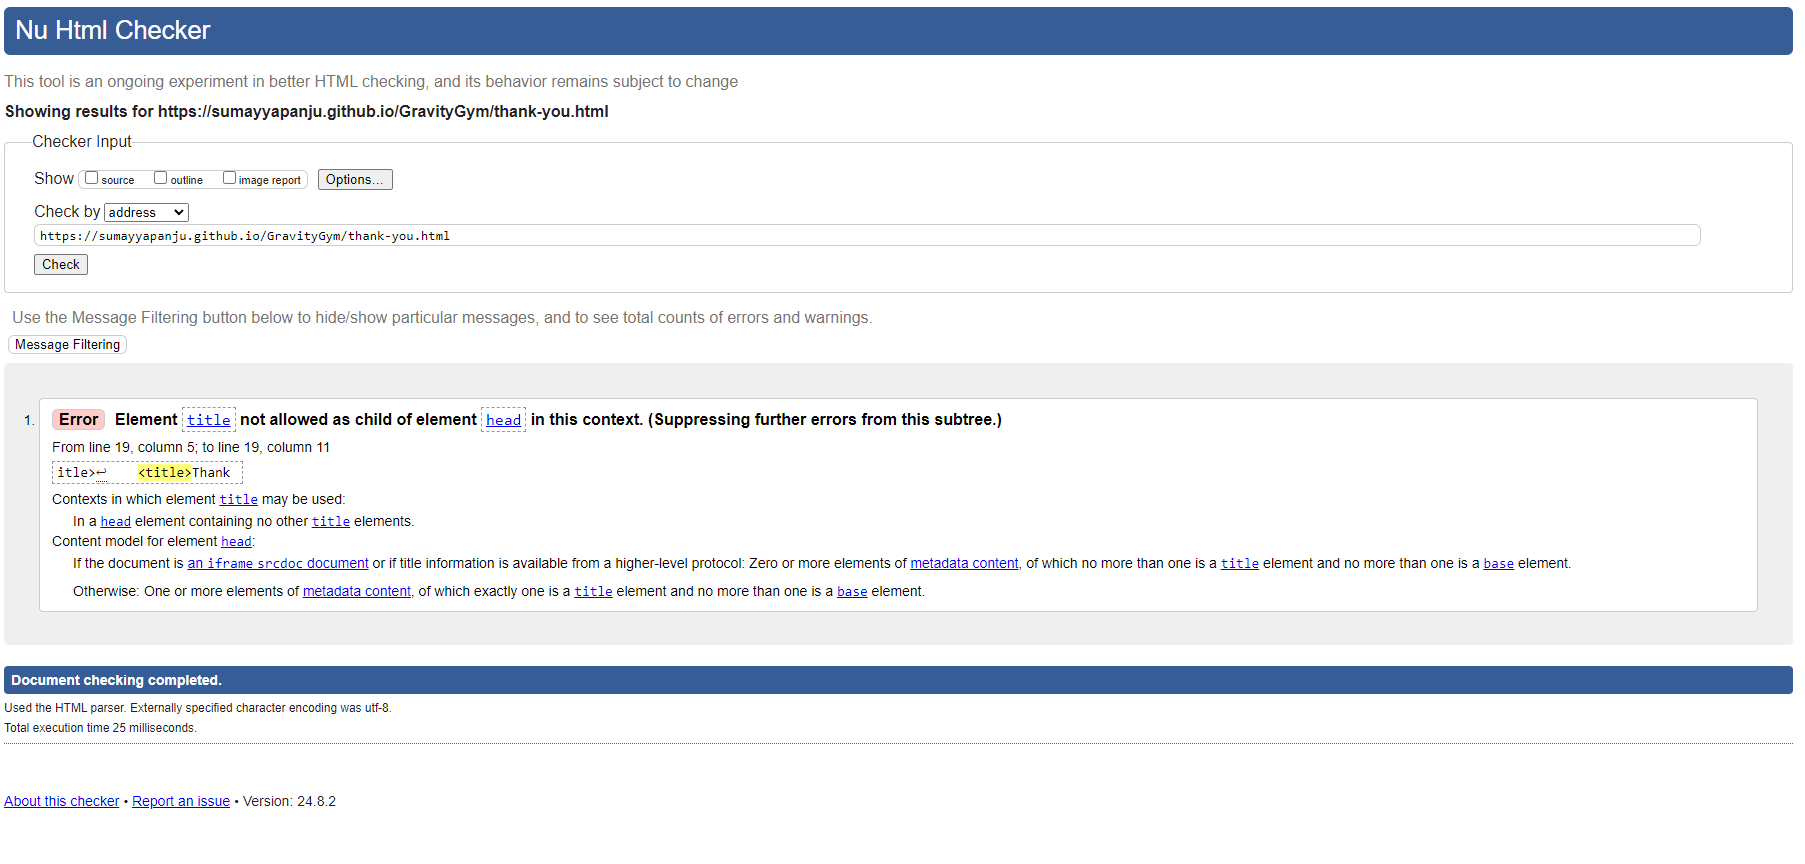 Nu Html Checker
This tool is an ongoing experiment in better HTML checking, and its behavior remains subject to change
Showing results for https://sumayyapanju.github.io/GravityGym/thank-you.html
Checker Input
Show source outline image report Options...
Check by address
https://sumayyapanju.github.io/GravityGym/thank-you.html
Check
Use the Message Filtering button below to hide/show particular messages, and to see total counts of errors and warnings.
Message Filtering
1. Error Element title not allowed as child of element head in this context. (Suppressing further errors from this subtree.)
From line 19, column 5; to line 19, column 11
itle>↩ <title>Thank
Contexts in which element title may be used:
In a head element containing no other title elements.
Content model for element head:
If the document is an iframe srcdoc document or if title information is available from a higher-level protocol: Zero or more elements of metadata content, of which no more than one is a title element and no more than one is a base element.
Otherwise: One or more elements of metadata content, of which exactly one is a title element and no more than one is a base element.
Document checking completed.
Used the HTML parser. Externally specified character encoding was utf-8.
Total execution time 25 milliseconds.
About this checker • Report an issue • Version: 24.8.2